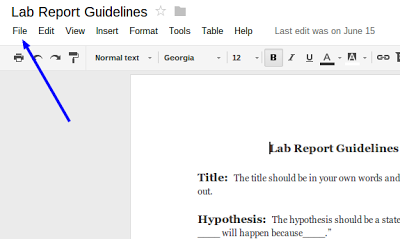 Lab Report Guidelines
File Edit View Insert Format Tools Table Help Last edit was on June 15
Normal text Georgia 12 B I U A A
Lab Report Guidelines
Title: The title should be in your own words and
out.
Hypothesis: The hypothesis should be a state
____ will happen because____."